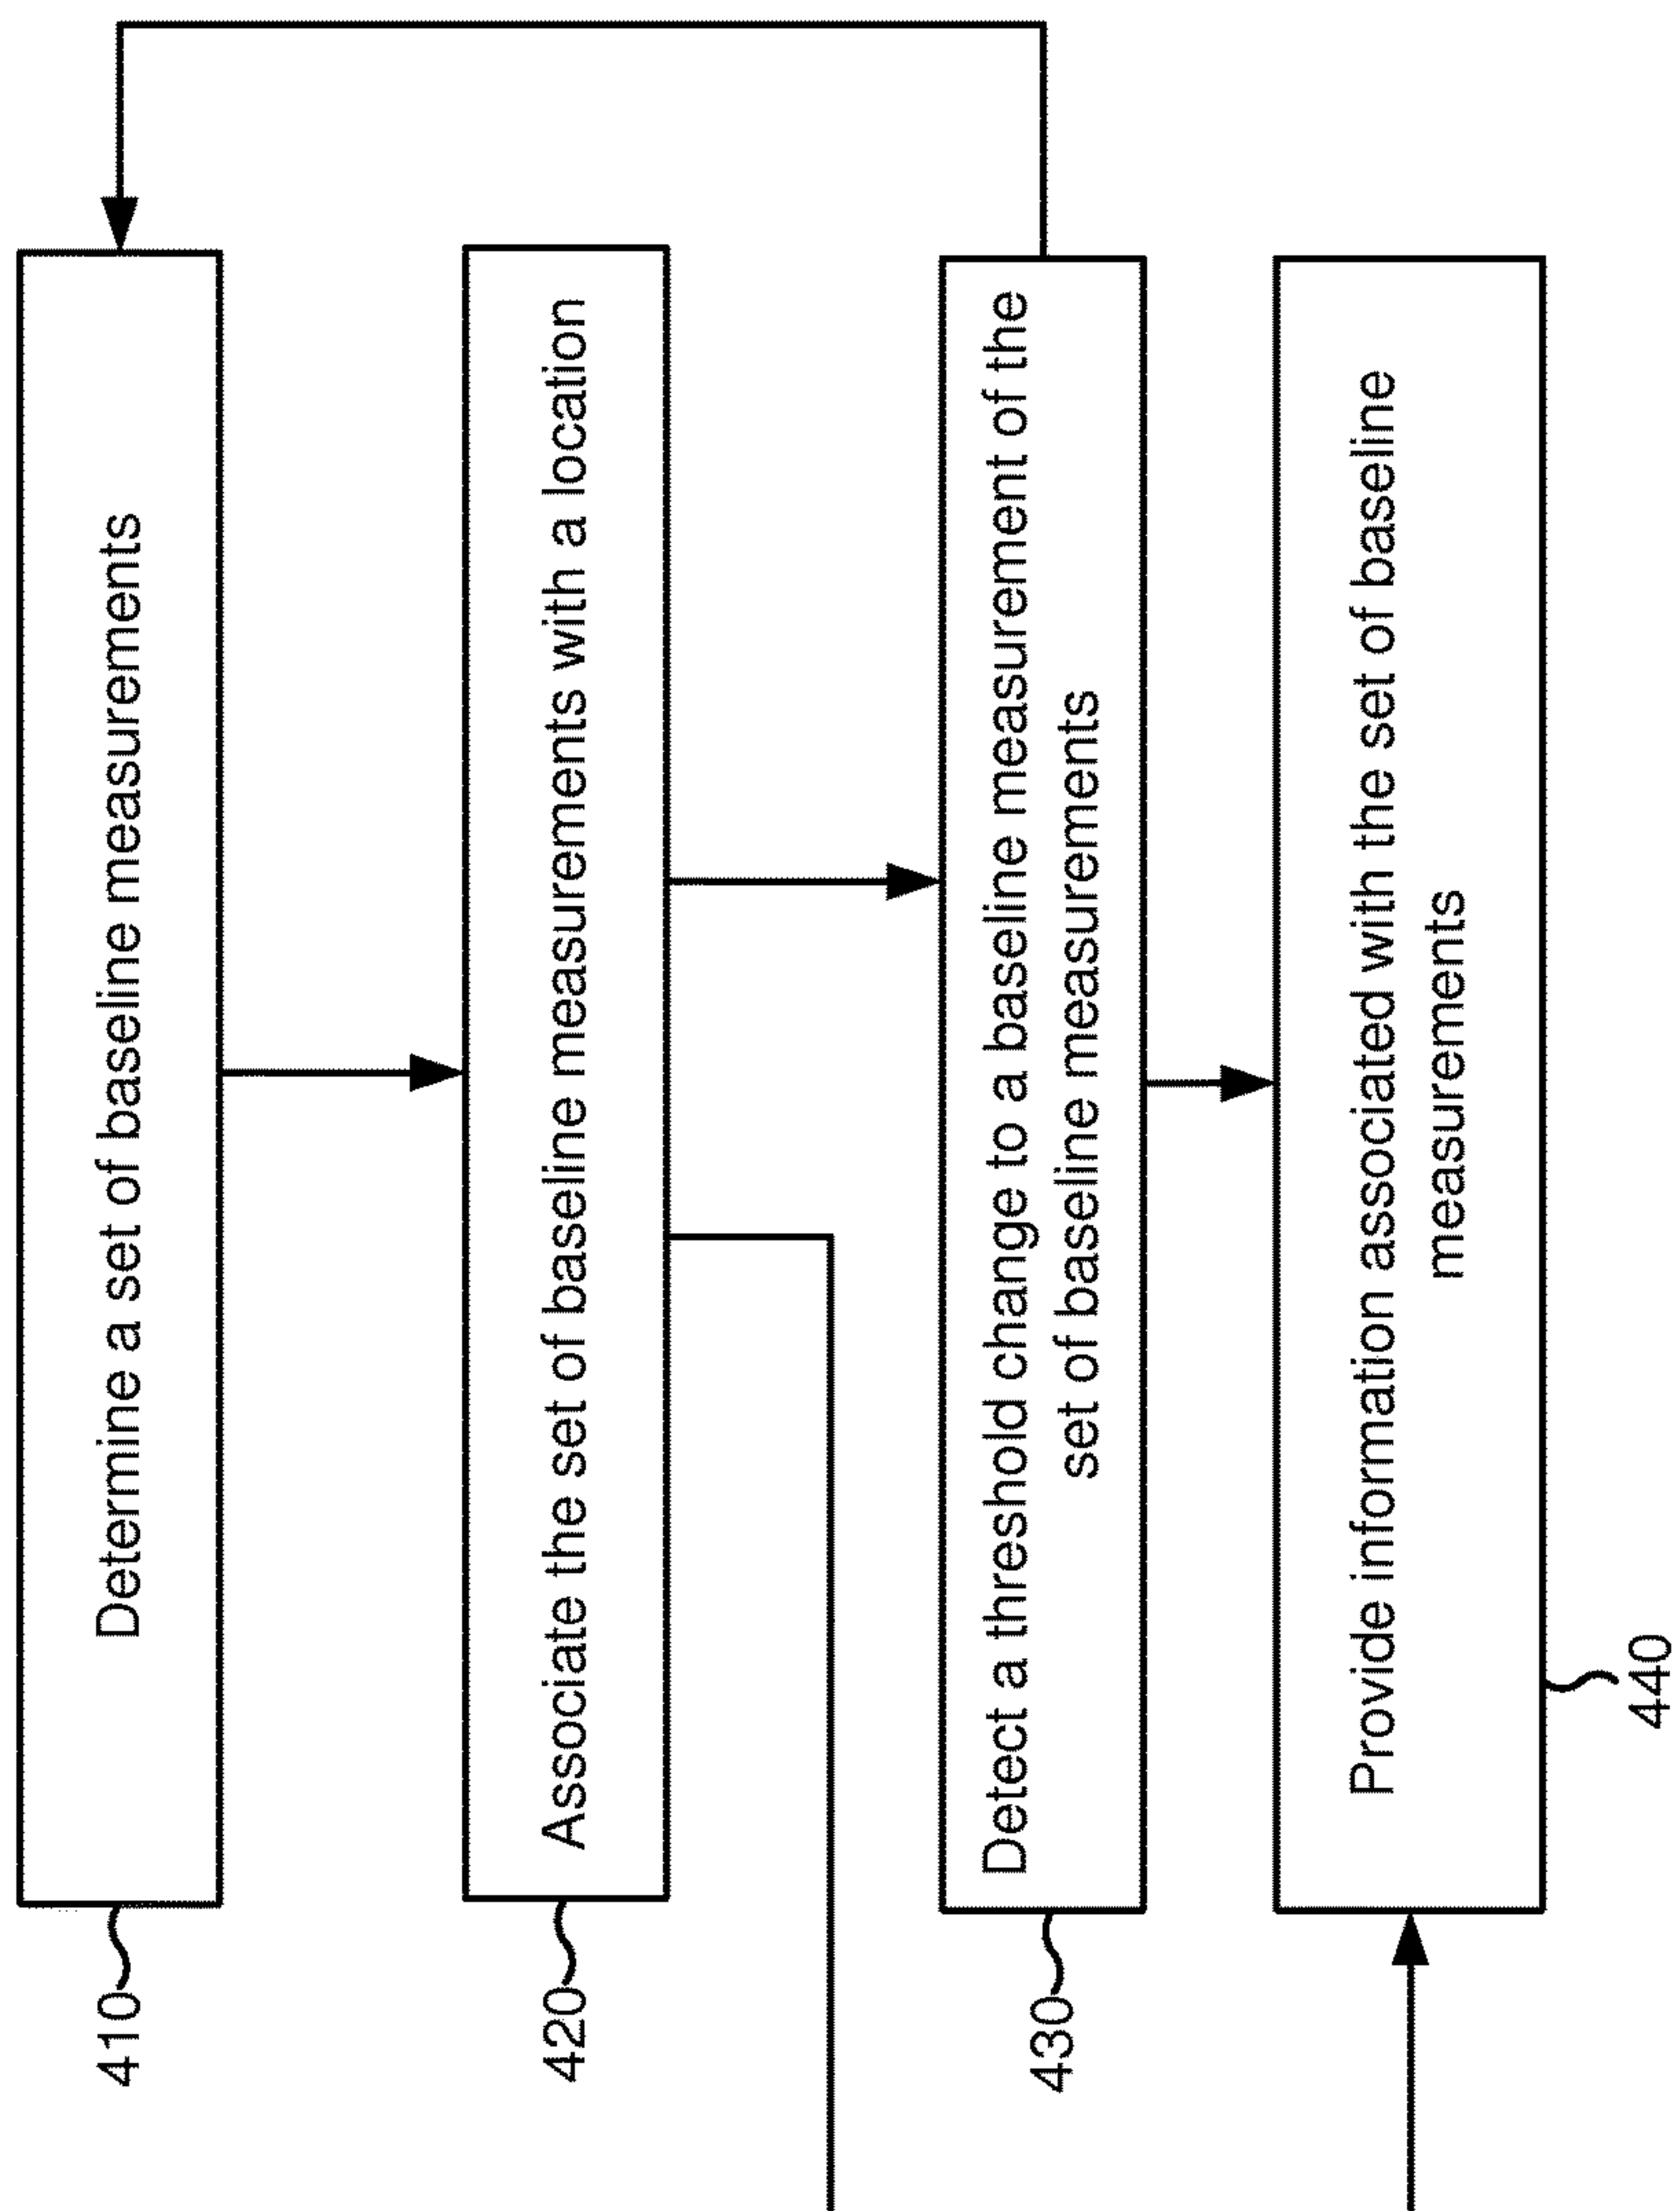 410
Determine a set of baseline measurements
420
Associate the set of baseline measurements with a location
430
Detect a threshold change to a baseline measurement of the
set of baseline measurements
Provide information associated with the set of baseline
measurements
440